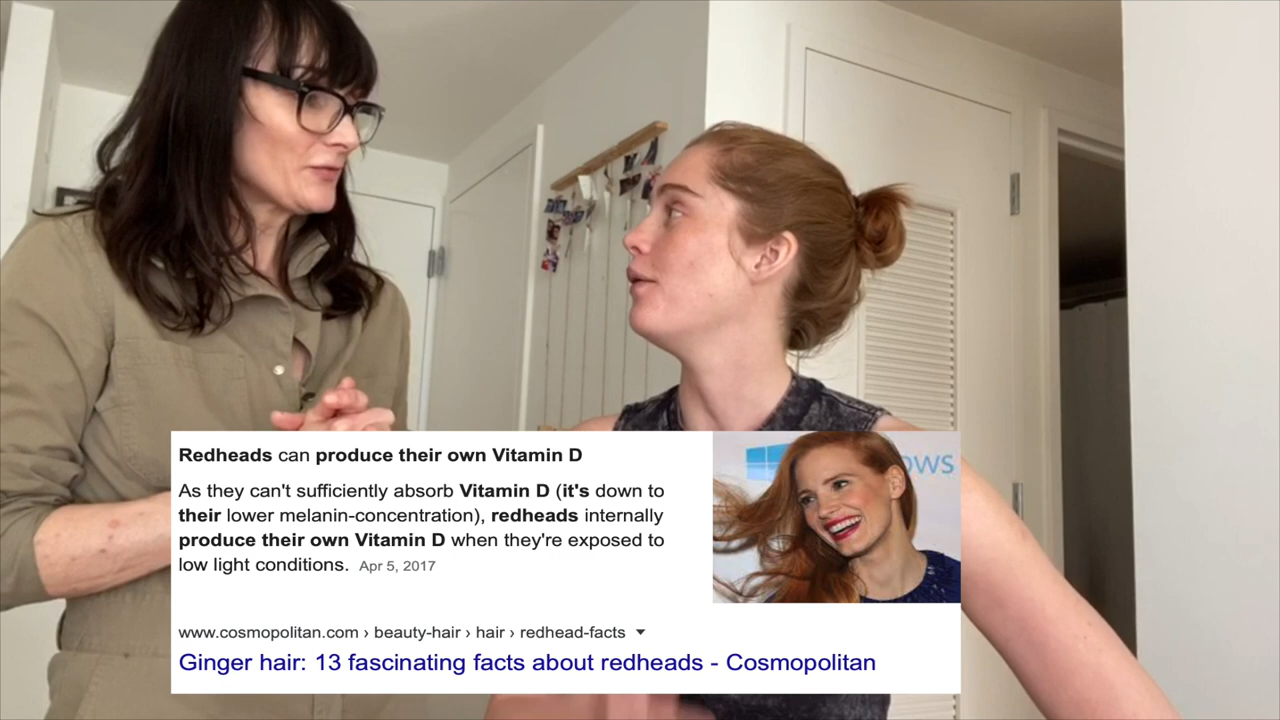 Redheads can produce their own Vitamin D
As they can't sufficiently absorb Vitamin D (it's down to
their lower melanin-concentration), redheads internally
produce their own Vitamin D when they're exposed to
low light conditions. Apr 5, 2017
ows
www.cosmopolitan.com › beauty-hair › hair › redhead-facts
Ginger hair: 13 fascinating facts about redheads - Cosmopolitan